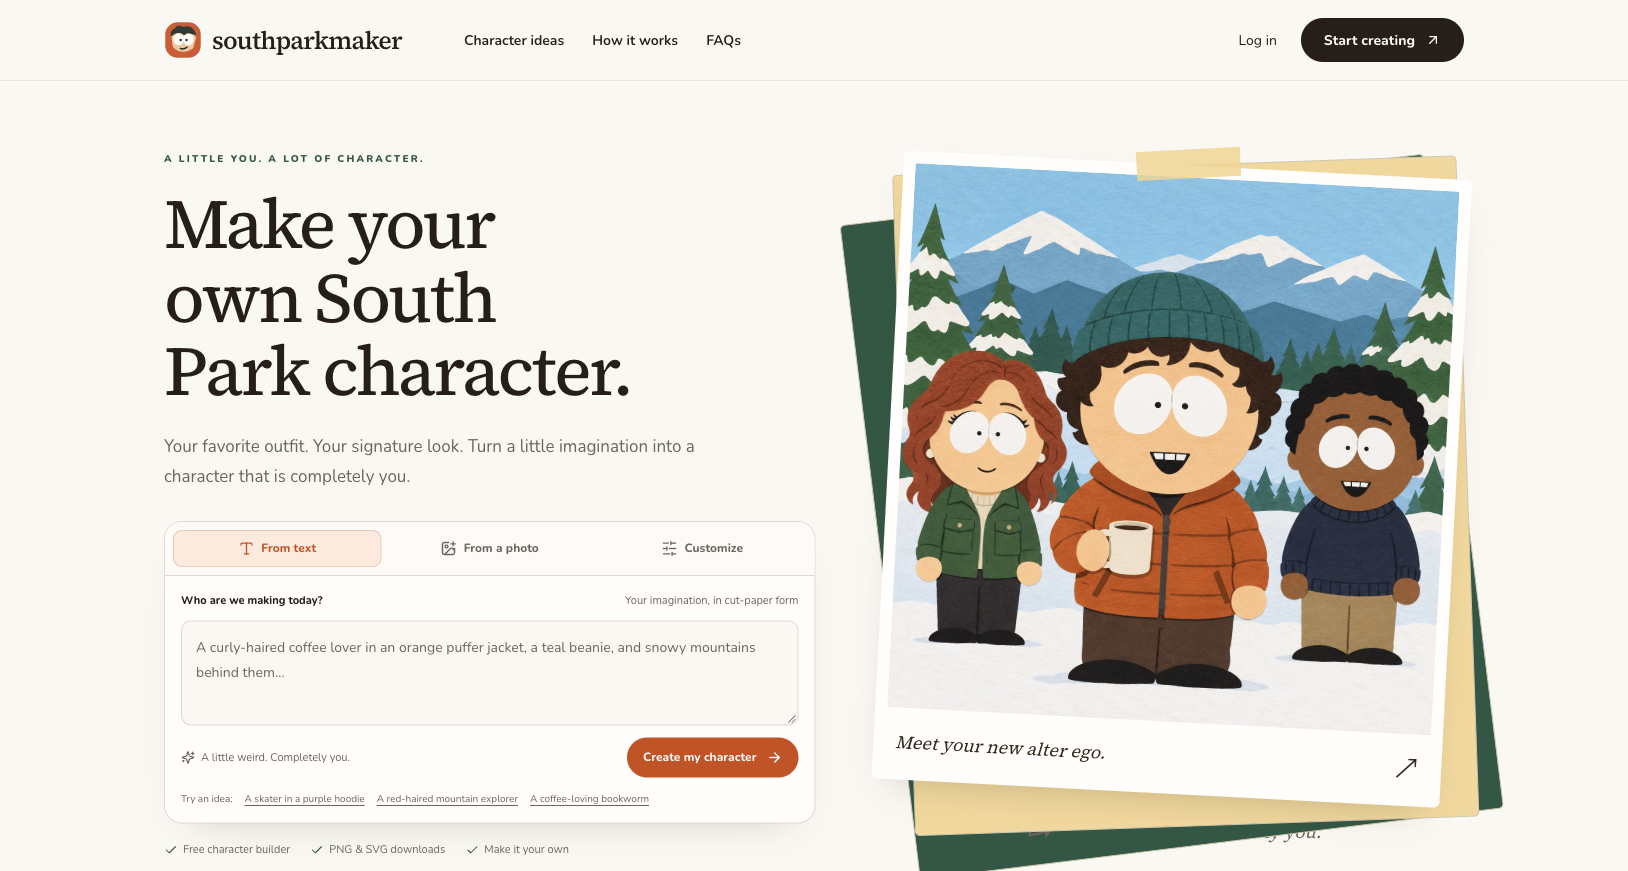 southparkmaker
Character ideas
How it works
FAQs
Log in
Start creating
A LITTLE YOU. A LOT OF CHARACTER.
Make your
own South
Park character.
Your favorite outfit. Your signature look. Turn a little imagination into a
character that is completely you.
From text
From a photo
Customize
Who are we making today?
Your imagination, in cut-paper form
A curly-haired coffee lover in an orange puffer jacket, a teal beanie, and snowy mountains
behind them...
A little weird. Completely you.
Create my character
Try an idea:
A skater in a purple hoodie
A red-haired mountain explorer
A coffee-loving bookworm
Free character builder
PNG & SVG downloads
Make it your own
Meet your new alter ego.
you.